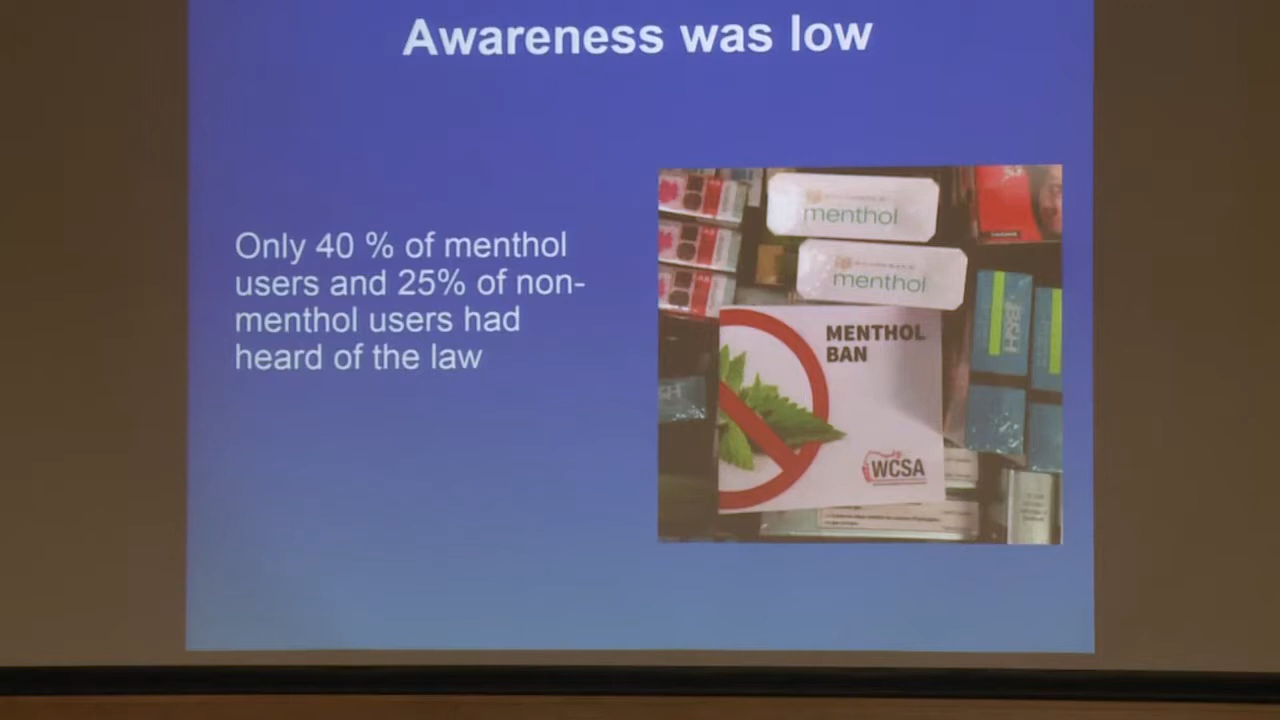 Awareness was low
Only 40 % of menthol
users and 25% of non-
menthol users had
heard of the law
menthol
menthol
MENTHOL
BAN
WCSA
B&H